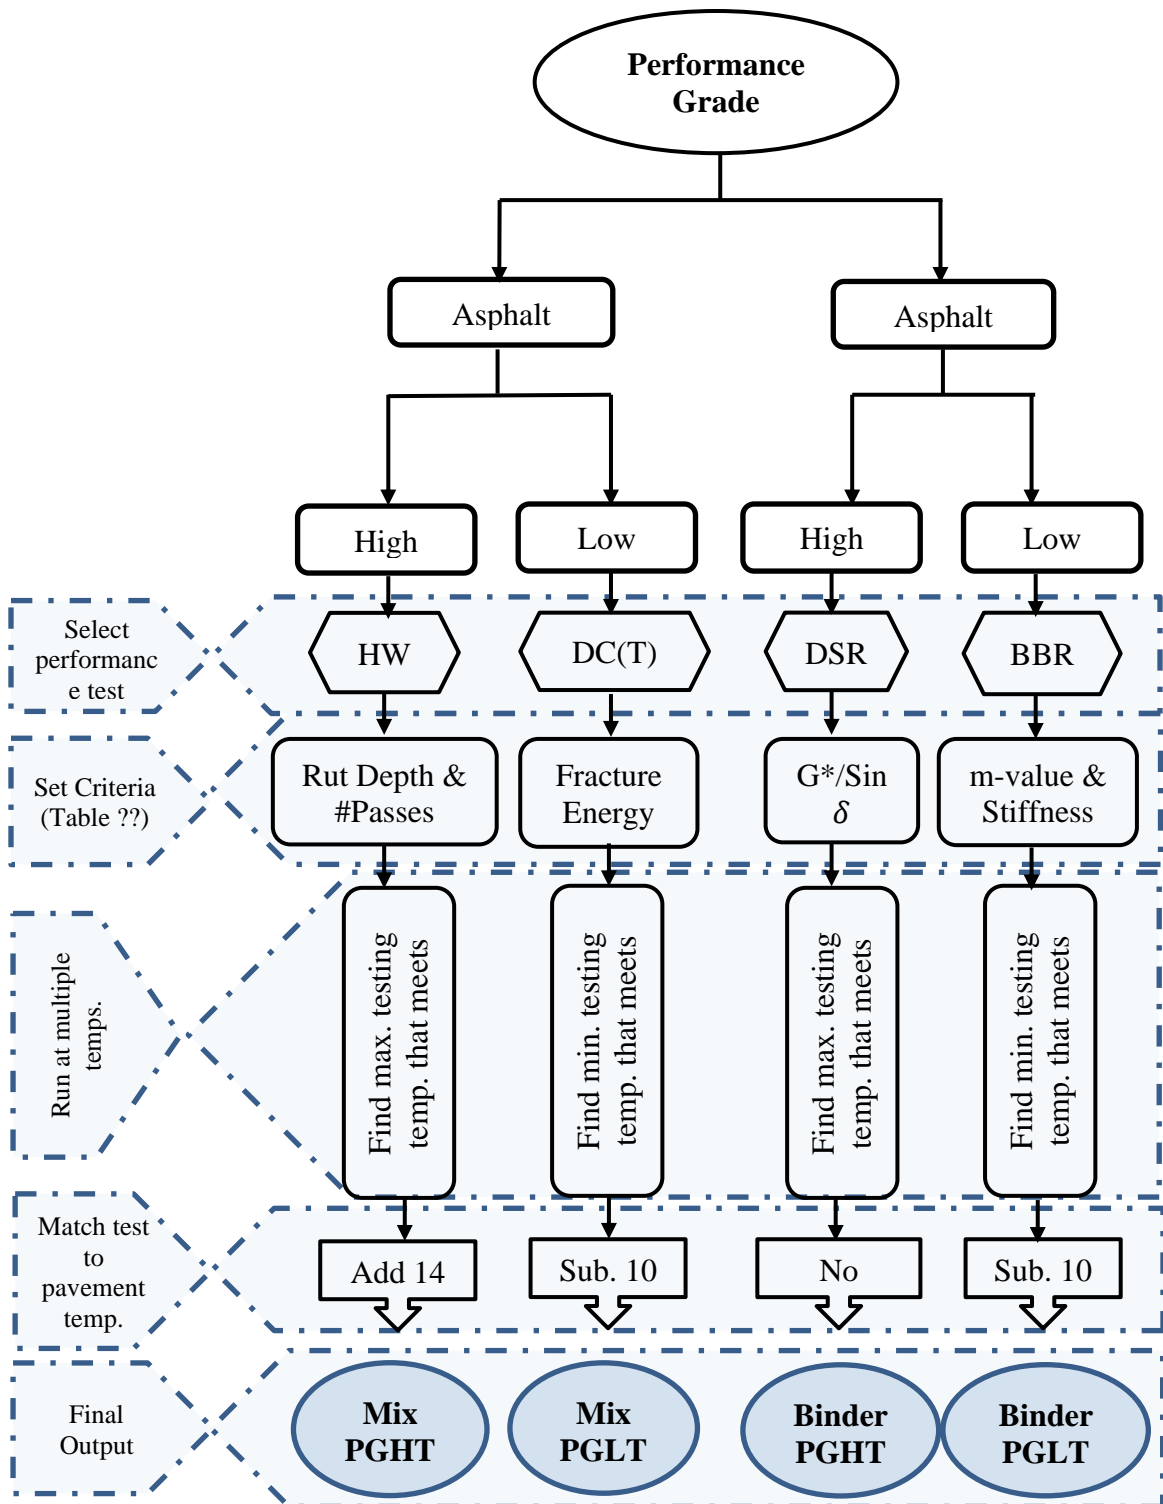 Performance
Grade
Asphalt
Asphalt
High
Low
High
Low
Select
performanc
e test
HW
DC(T)
DSR
BBR
Set Criteria
(Table ??)
Rut Depth &
#Passes
Fracture
Energy
G*/Sin
δ
m-value &
Stiffness
Run at multiple
temps.
Find max. testing
temp. that meets
Find min. testing
temp. that meets
Find max. testing
temp. that meets
Find min. testing
temp. that meets
Match test
to
pavement
temp.
Add 14
Sub. 10
No
Sub. 10
Final
Output
Mix
PGHT
Mix
PGLT
Binder
PGHT
Binder
PGLT